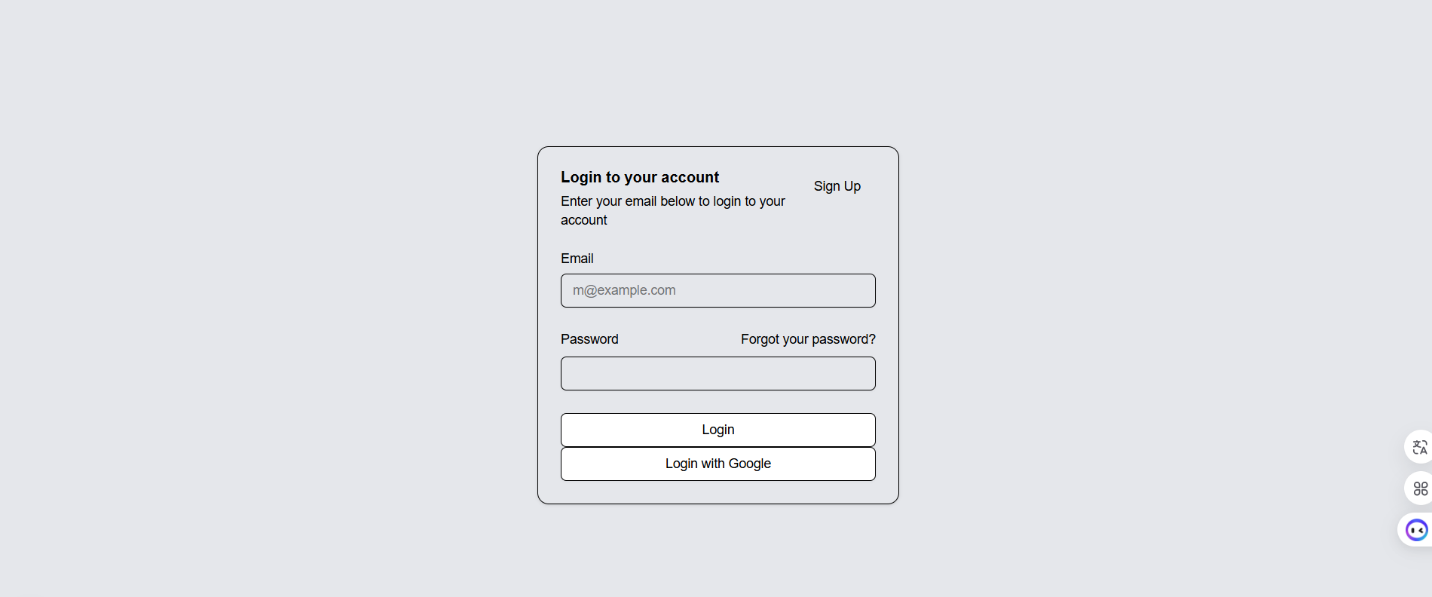 Login to your account
Sign Up
Enter your email below to login to your
account
Email
m@example.com
Password
Forgot your password?
Login
Login with Google